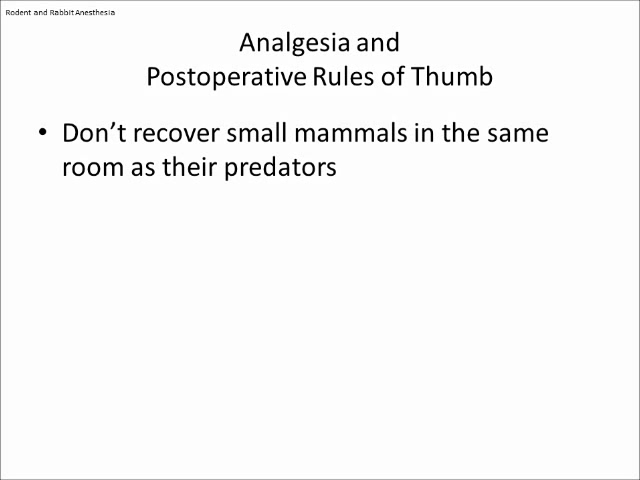 Rodent and Rabbit Anesthesia
Analgesia and
Postoperative Rules of Thumb
• Don’t recover small mammals in the same
room as their predators